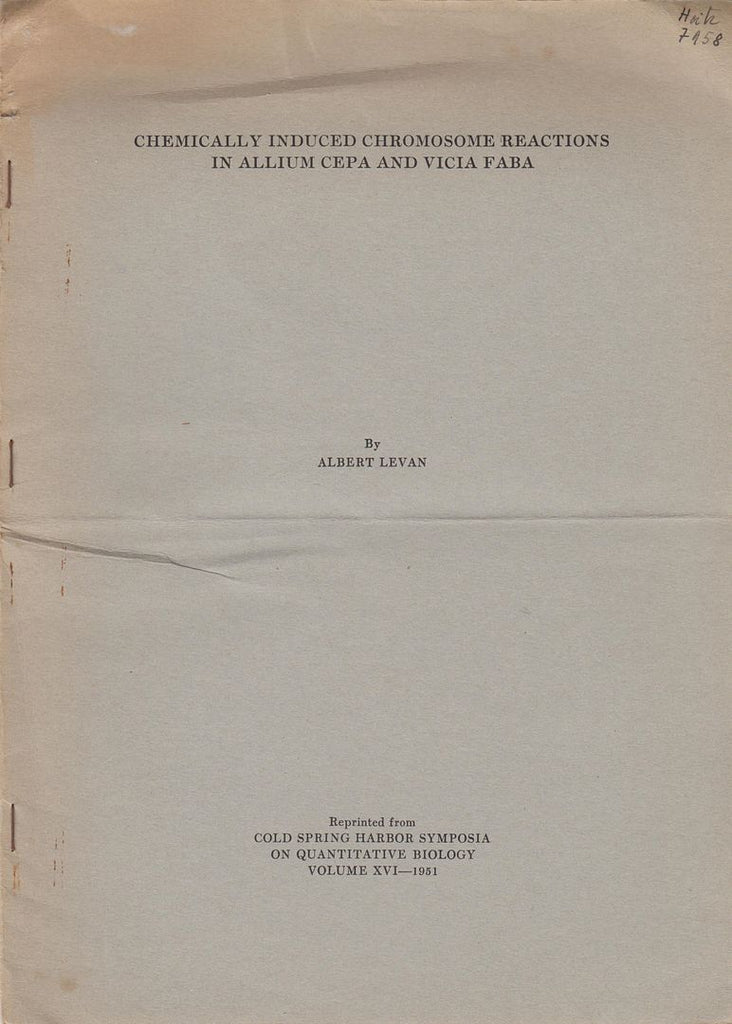 7958
CHEMICALLY INDUCED CHROMOSOME REACTIONS
IN ALLIUM CEPA AND VICIA FABA
By
ALBERT LEVAN
Reprinted from
COLD SPRING HARBOR SYMPOSIA
ON QUANTITATIVE BIOLOGY
VOLUME XVI—1951